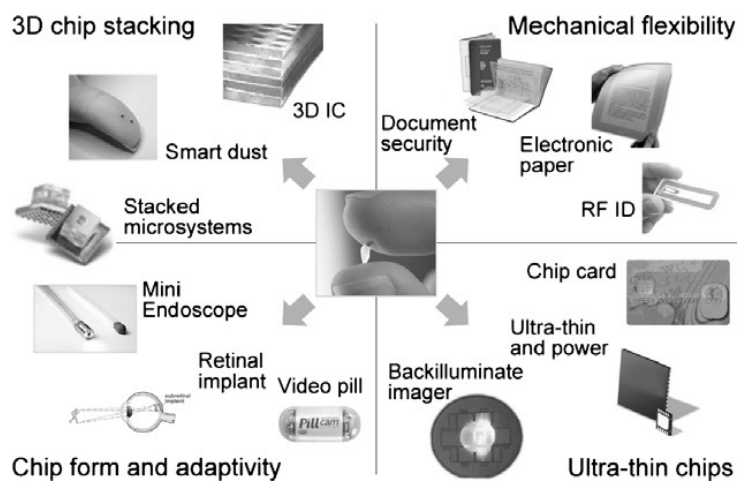 3D chip stacking
Mechanical flexibility
3D IC
Smart dust
Stacked
microsystems
Document
security
Electronic
paper
RF ID
Mini
Endoscope
Retinal
implant
subretinal
implant
Video pill
Pillcam
Chip form and adaptivity
Chip card
Ultra-thin
and power
Backilluminate
imager
Ultra-thin chips